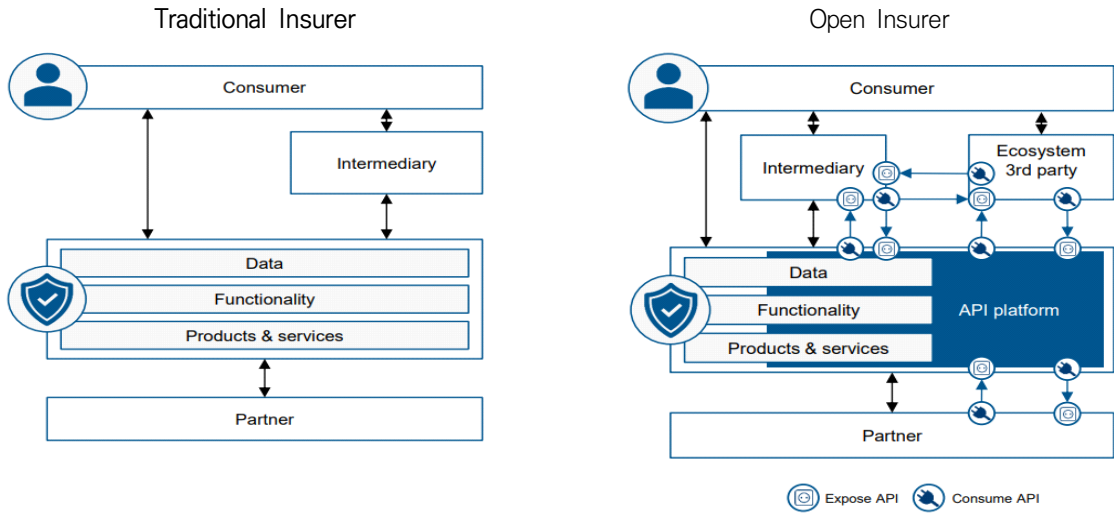 Traditional Insurer
Consumer
Intermediary
Data
Functionality
Products & services
Partner
Open Insurer
Consumer
Intermediary
Ecosystem
3rd party
Data
Functionality
API platform
Products & services
Partner
Expose API
Consume API